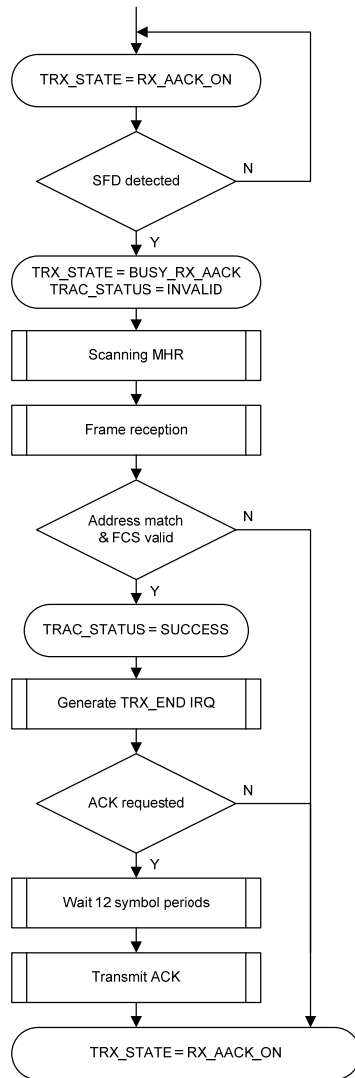 TRX_STATE = RX_AACK_ON
SFD detected
N
Y
TRX_STATE = BUSY_RX_AACK
TRAC_STATUS = INVALID
Scanning MHR
Frame reception
Address match
& FCS valid
N
Y
TRAC_STATUS = SUCCESS
Generate TRX_END IRQ
ACK requested
N
Y
Wait 12 symbol periods
Transmit ACK
TRX_STATE = RX_AACK_ON